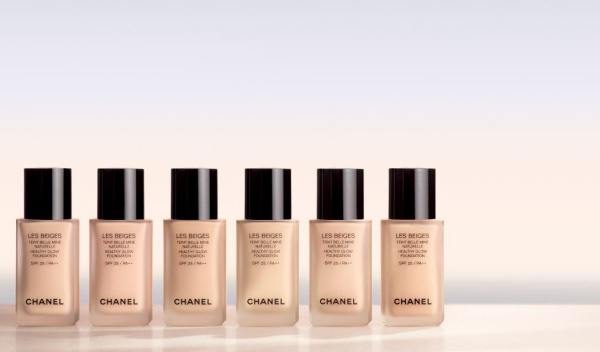 LES BEIGES
TEINT BELLE MINE
NATURELLE
HEALTHY GLOW
FOUNDATION
SPF 25 / PA++
CHANEL
LES BEIGES
TEINT BELLE MINE
NATURELLE
HEALTHY GLOW
FOUNDATION
SPF 25 / PA++
CHANEL
LES BEIGES
TEINT BELLE MINE
NATURELLE
HEALTHY GLOW
FOUNDATION
SPF 25 / PA++
CHANEL
LES BEIGES
TEINT BELLE MINE
NATURELLE
HEALTHY GLOW
FOUNDATION
SPF 25 / PA++
CHANEL
LES BEIGES
TEINT BELLE MINE
NATURELLE
HEALTHY GLOW
FOUNDATION
SPF 25 / PA++
CHANEL
LES BEIGES
TEINT BELLE MINE
NATURELLE
HEALTHY GLOW
FOUNDATION
SPF 25 / PA++
CHANEL